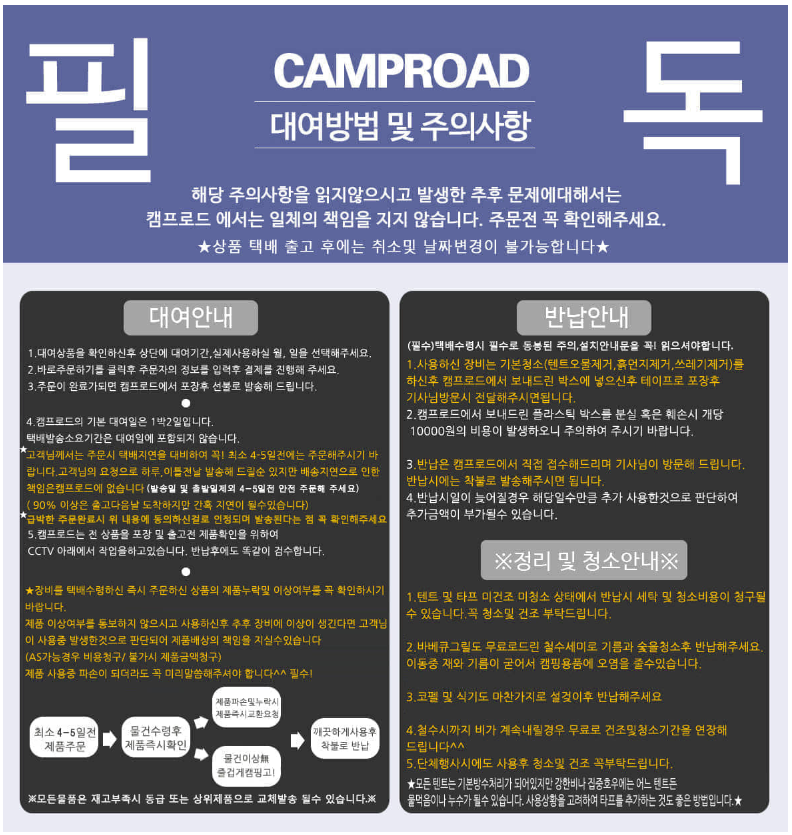 필 독
CAMPROAD
대여방법 및 주의사항
해당 주의사항을 읽지않으시고 발생한 추후 문제에대해서는
캠프로드 에서는 일체의 책임을 지지 않습니다. 주문전 꼭 확인해주세요.
★상품 택배 출고 후에는 취소및 날짜변경이 불가능합니다★
대여안내
1.대여상품을 확인하신후 상단에 대여기간,실제사용하실 월, 일을 선택해주세요.
2.바로주문하기를 클릭후 주문자의 정보를 입력후 결제를 진행해 주세요.
3.주문이 완료가되면 캠프로드에서 포장후 선불로 발송해 드립니다.
4.캠프로드의 기본 대여일은 1박2일입니다.
택배발송소요기간은 대여일에 포함되지 않습니다.
★고객님께서는 주문시 택배지연을 대비하여 꼭! 최소 4-5일전에는 주문해주시기 바
랍니다.고객님의 요청으로 하루,이틀전날 발송해 드릴순 있지만 배송지연으로 인한
책임은캠프로드에 없습니다 (발송일 및 출발일제외 4-5일전 안전 주문해 주세요)
( 90% 이상은 출고다음날 도착하지만 간혹 지연이 될수있습니다)
★급박한 주문완료시 위 내용에 동의하신걸로 인정되며 발송된다는 점 꼭 확인해주세요
5.캠프로드는 전 상품을 포장 및 출고전 제품확인을 위하여
CCTV 아래에서 작업을하고있습니다. 반납후에도 똑같이 검수합니다.
★장비를 택배수령하신 즉시 주문하신 상품의 제품누락및 이상여부를 꼭 확인하시기
바랍니다.
제품 이상여부를 통보하지 않으시고 사용하신후 추후 장비에 이상이 생긴다면 고객님
이 사용중 발생한것으로 판단되어 제품배상의 책임을 지실수있습니다
(AS가능경우 비용청구/ 불가시 제품금액청구)
제품 사용중 파손이 되더라도 꼭 미리말씀해주셔야 합니다^^ 필수!
최소 4-5일전
제품주문
물건수령후
제품즉시확인
제품파손및누락시
제품즉시교환요청
물건이상無
즐겁게캠핑고!
깨끗하게사용후
착불로 반납
※모든물품은 재고부족시 동급 또는 상위제품으로 교체발송 될수 있습니다.※
반납안내
(필수)택배수령시 필수로 동봉된 주의,설치안내문을 꼭! 읽으셔야합니다.
1.사용하신 장비는 기본청소(텐트오물제거,흙먼지제거,쓰레기제거)를
하신후 캠프로드에서 보내드린 박스에 넣으신후 테이프로 포장후
기사님방문시 전달해주시면됩니다.
2.캠프로드에서 보내드린 플라스틱 박스를 분실 혹은 훼손시 개당
10000원의 비용이 발생하오니 주의하여 주시기 바랍니다.
3.반납은 캠프로드에서 직접 접수해드리며 기사님이 방문해 드립니다.
반납시에는 착불로 발송해주시면 됩니다.
4.반납시일이 늦어질경우 해당일수만큼 추가 사용한것으로 판단하여
추가금액이 부가될수 있습니다.
※정리 및 청소안내※
1.텐트 및 타프 미건조 미청소 상태에서 반납시 세탁 및 청소비용이 청구될
수 있습니다.꼭 청소및 건조 부탁드립니다.
2.바베큐그릴도 무료로드린 철수세미로 기름과 숯을청소후 반납해주세요.
이동중 재와 기름이 굳어서 캠핑용품에 오염을 줄수있습니다.
3.코펠 및 식기도 마찬가지로 설겆이후 반납해주세요
4.철수시까지 비가 계속내릴경우 무료로 건조및청소기간을 연장해
드립니다^^
5.단체행사시에도 사용후 청소및 건조 꼭부탁드립니다.
★모든 텐트는 기본방수처리가 되어있지만 강한비나 집중호우에는 어느 텐트든
물먹음이나 누수가 될수 있습니다. 사용상황을 고려하여 타프를 추가하는 것도 좋은 방법입니다.★